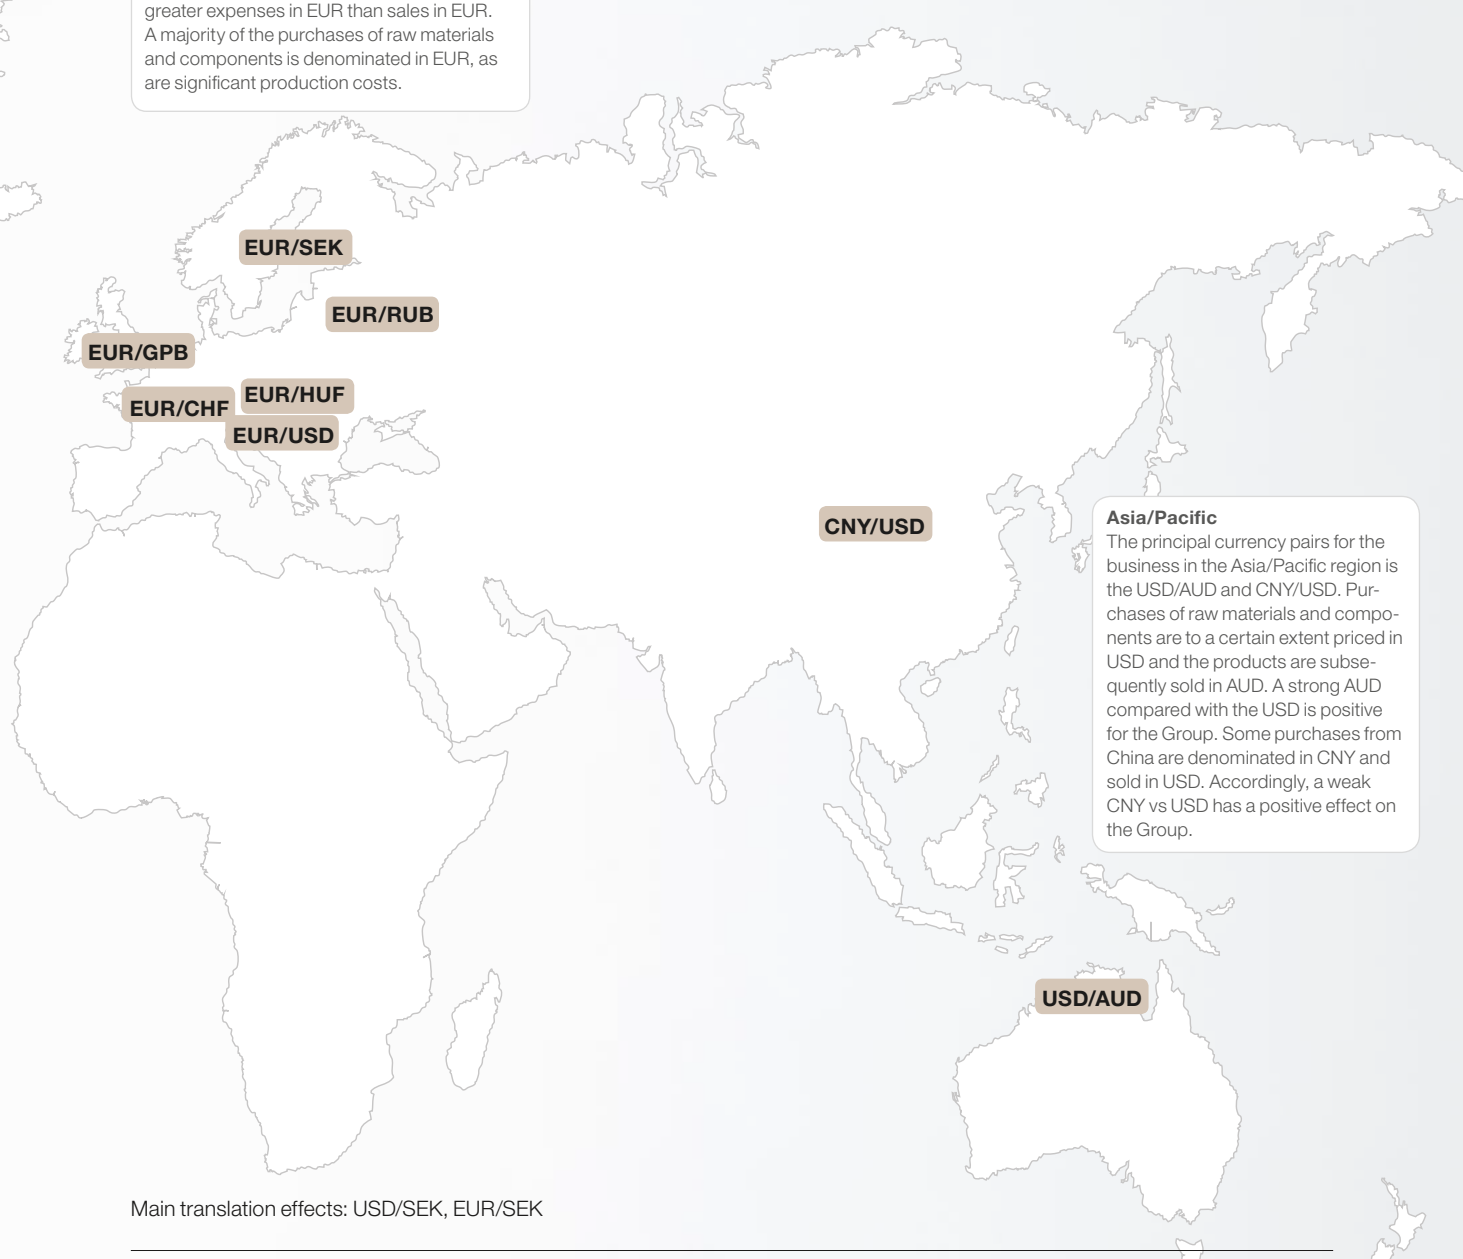 greater expenses in EUR than sales in EUR.
A majority of the purchases of raw materials
and components is denominated in EUR, as
are significant production costs.
EUR/SEK
EUR/RUB
EUR/GPB
EUR/HUF
EUR/CHF
EUR/USD
CNY/USD
Asia/Pacific
The principal currency pairs for the
business in the Asia/Pacific region is
the USD/AUD and CNY/USD. Pur-
chases of raw materials and compo-
nents are to a certain extent priced in
USD and the products are subse-
quently sold in AUD. A strong AUD
compared with the USD is positive
for the Group. Some purchases from
China are denominated in CNY and
sold in USD. Accordingly, a weak
CNY vs USD has a positive effect on
the Group.
USD/AUD
Main translation effects: USD/SEK, EUR/SEK